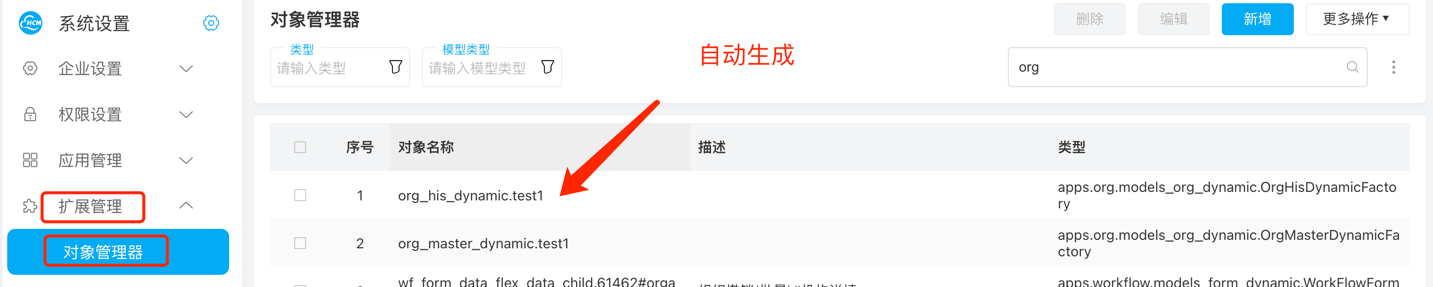 HCM
系统设置
企业设置
权限设置
应用管理
扩展管理
对象管理器
对象管理器
删除
编辑
新增
更多操作▼
类型
请输入类型
模型类型
请输入模型类型
自动生成
org
序号
对象名称
描述
类型
1
org_his_dynamic.test1
apps.org.models_org_dynamic.OrgHisDynamicFacto
ry
2
org_master_dynamic.test1
apps.org.models_org_dynamic.OrgMasterDynamicFa
ctory
wf_form_data_flex_data_child.61462#orga
apps.workflow.models_form_dynamic.WorkFlowForm